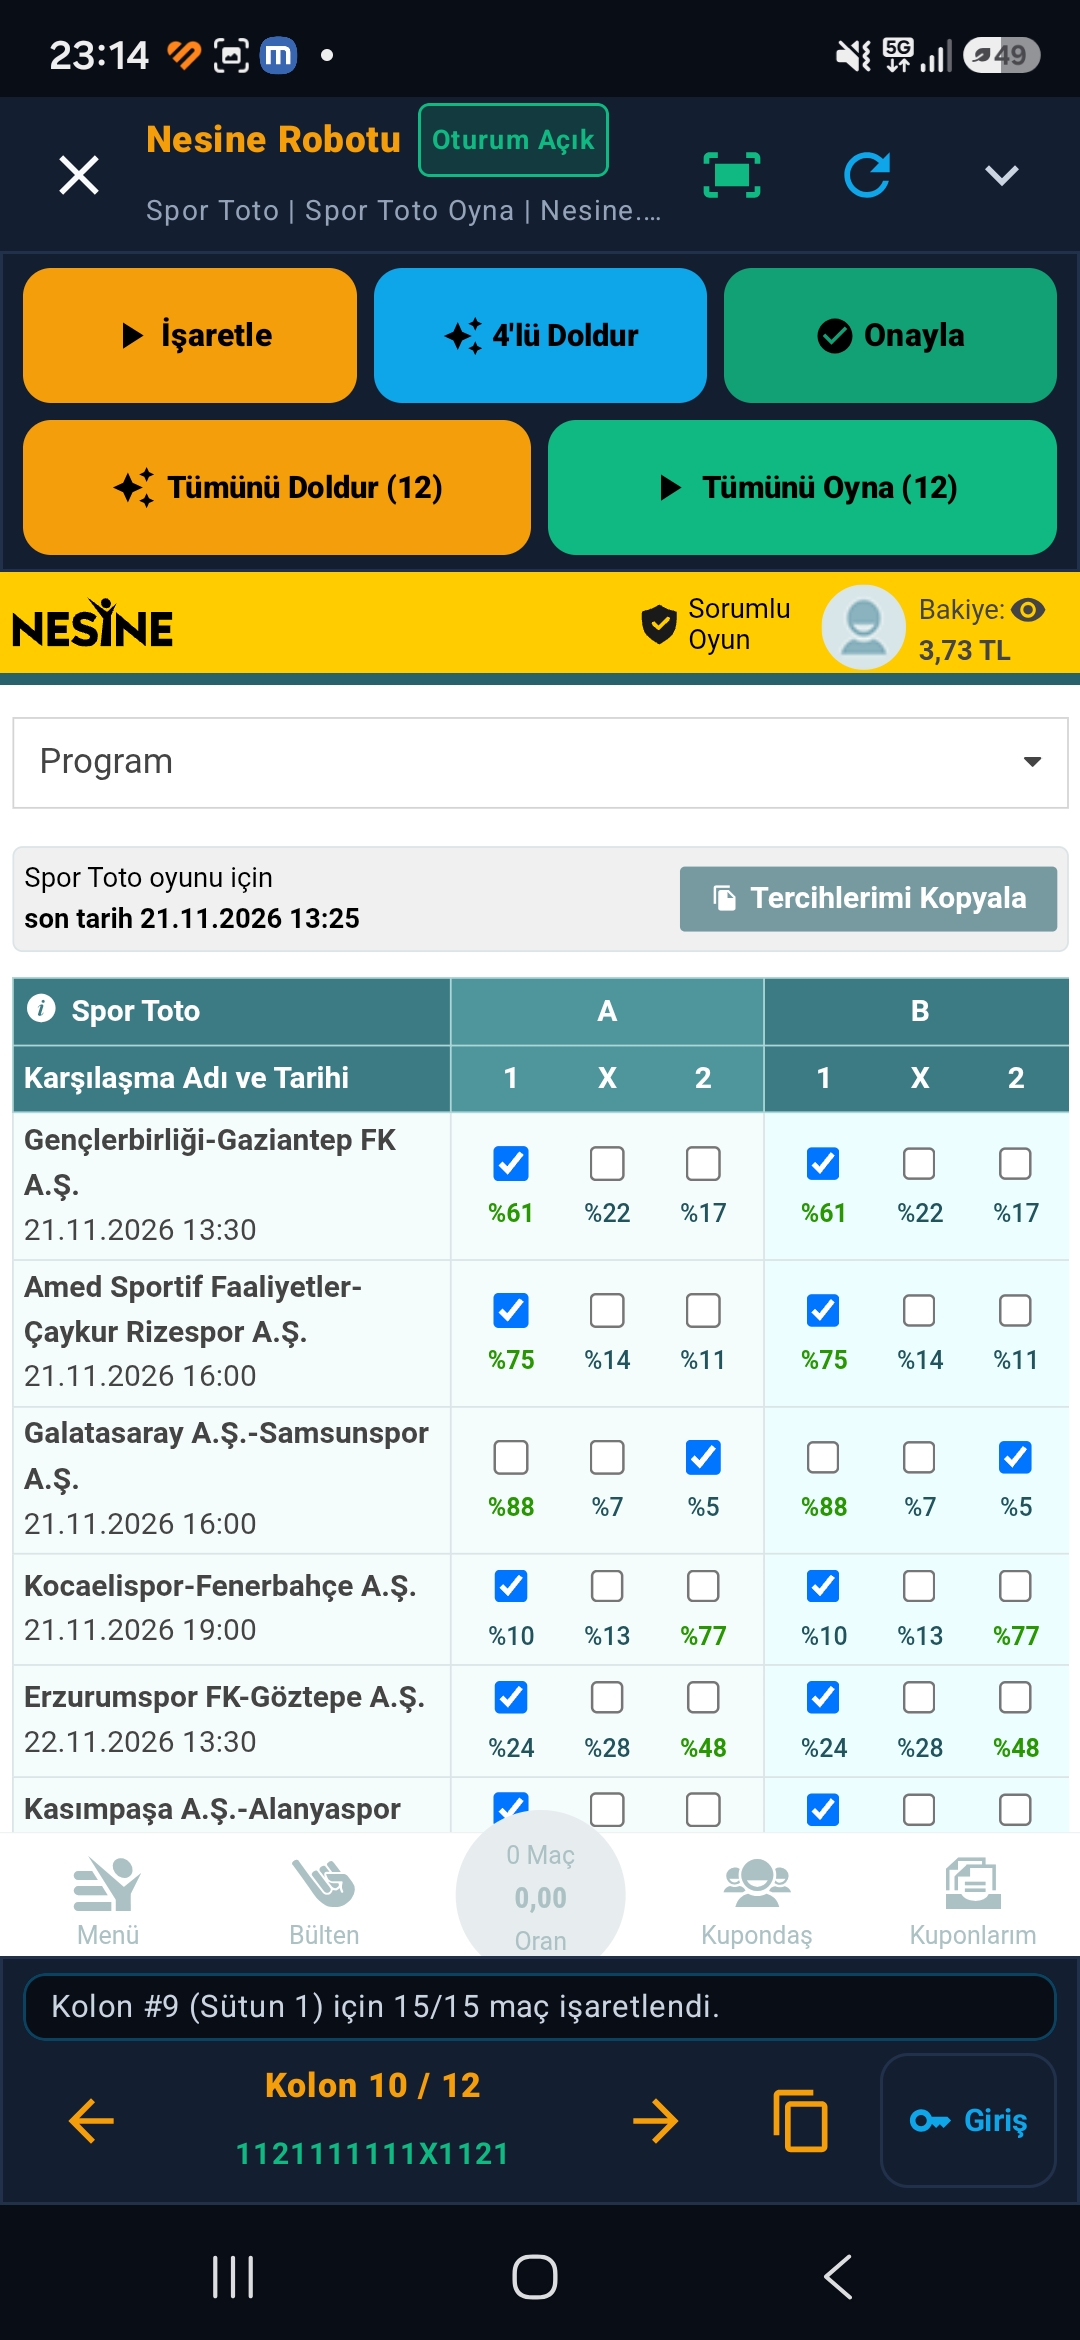 23:14
5G
49
Nesine Robotu
Oturum Açık
Spor Toto | Spor Toto Oyna | Nesine....
İşaretle
4'lü Doldur
Onayla
Tümünü Doldur (12)
Tümünü Oyna (12)
NESİNE
Sorumlu
Oyun
Bakiye:
3,73 TL
Program
Spor Toto oyunu için
son tarih 21.11.2026 13:25
Tercihlerimi Kopyala
Spor Toto A B
Karşılaşma Adı ve Tarihi 1 X 2 1 X 2
Gençlerbirliği-Gaziantep FK
A.Ş.
21.11.2026 13:30
%61 %22 %17 %61 %22 %17
Amed Sportif Faaliyetler-
Çaykur Rizespor A.Ş.
21.11.2026 16:00
%75 %14 %11 %75 %14 %11
Galatasaray A.Ş.-Samsunspor
A.Ş.
21.11.2026 16:00
%88 %7 %5 %88 %7 %5
Kocaelispor-Fenerbahçe A.Ş.
21.11.2026 19:00
%10 %13 %77 %10 %13 %77
Erzurumspor FK-Göztepe A.Ş.
22.11.2026 13:30
%24 %28 %48 %24 %28 %48
Kasımpaşa A.Ş.-Alanyaspor
Menü
Bülten
0 Maç
0,00
Oran
Kupondaş
Kuponlarım
Kolon #9 (Sütun 1) için 15/15 maç işaretlendi.
Kolon 10 / 12
1121111111X1121
Giriş